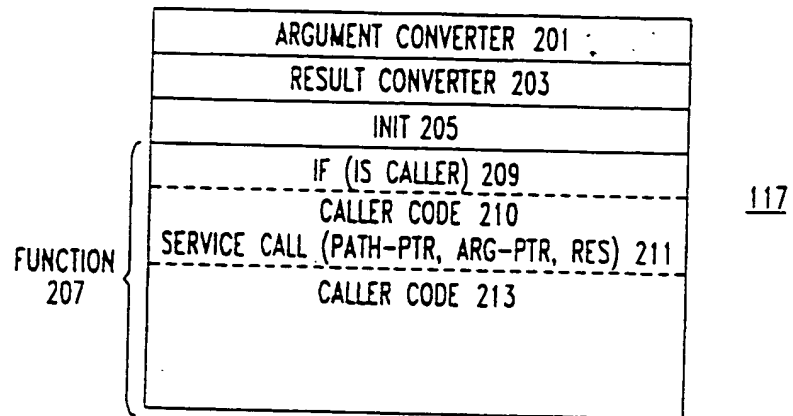 ARGUMENT CONVERTER 201
RESULT CONVERTER 203
INIT 205
IF (IS CALLER) 209
CALLER CODE 210
SERVICE CALL (PATH-PTR, ARG-PTR, RES) 211
CALLER CODE 213
FUNCTION
207
117